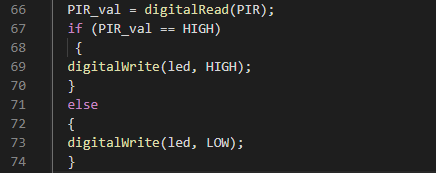 66 PIR_val = digitalRead(PIR);
67 if (PIR_val == HIGH)
68  {
69 digitalWrite(led, HIGH);
70 }
71 else
72 {
73 digitalWrite(led, LOW);
74 }